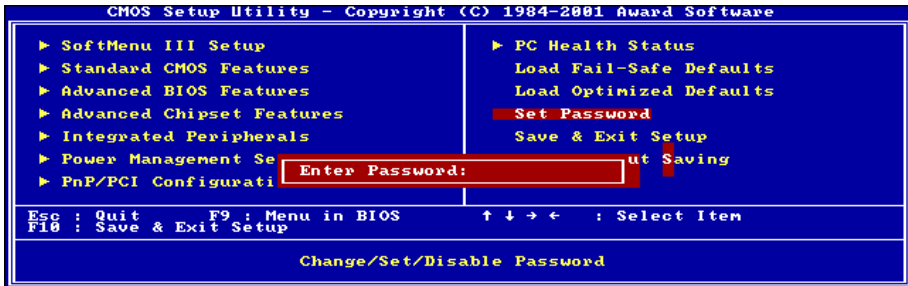 CMOS Setup Utility - Copyright (C) 1984-2001 Award Software
► SoftMenu III Setup
► Standard CMOS Features
► Advanced BIOS Features
► Advanced Chipset Features
► Integrated Peripherals
► Power Management Se
► PnP/PCI Configurati
► PC Health Status
Load Fail-Safe Defaults
Load Optimized Defaults
Set Password
Save & Exit Setup
ut Saving
Enter Password:
Esc : Quit F9 : Menu in BIOS ↑ ↓ → ← : Select Item
F10 : Save & Exit Setup
Change/Set/Disable Password